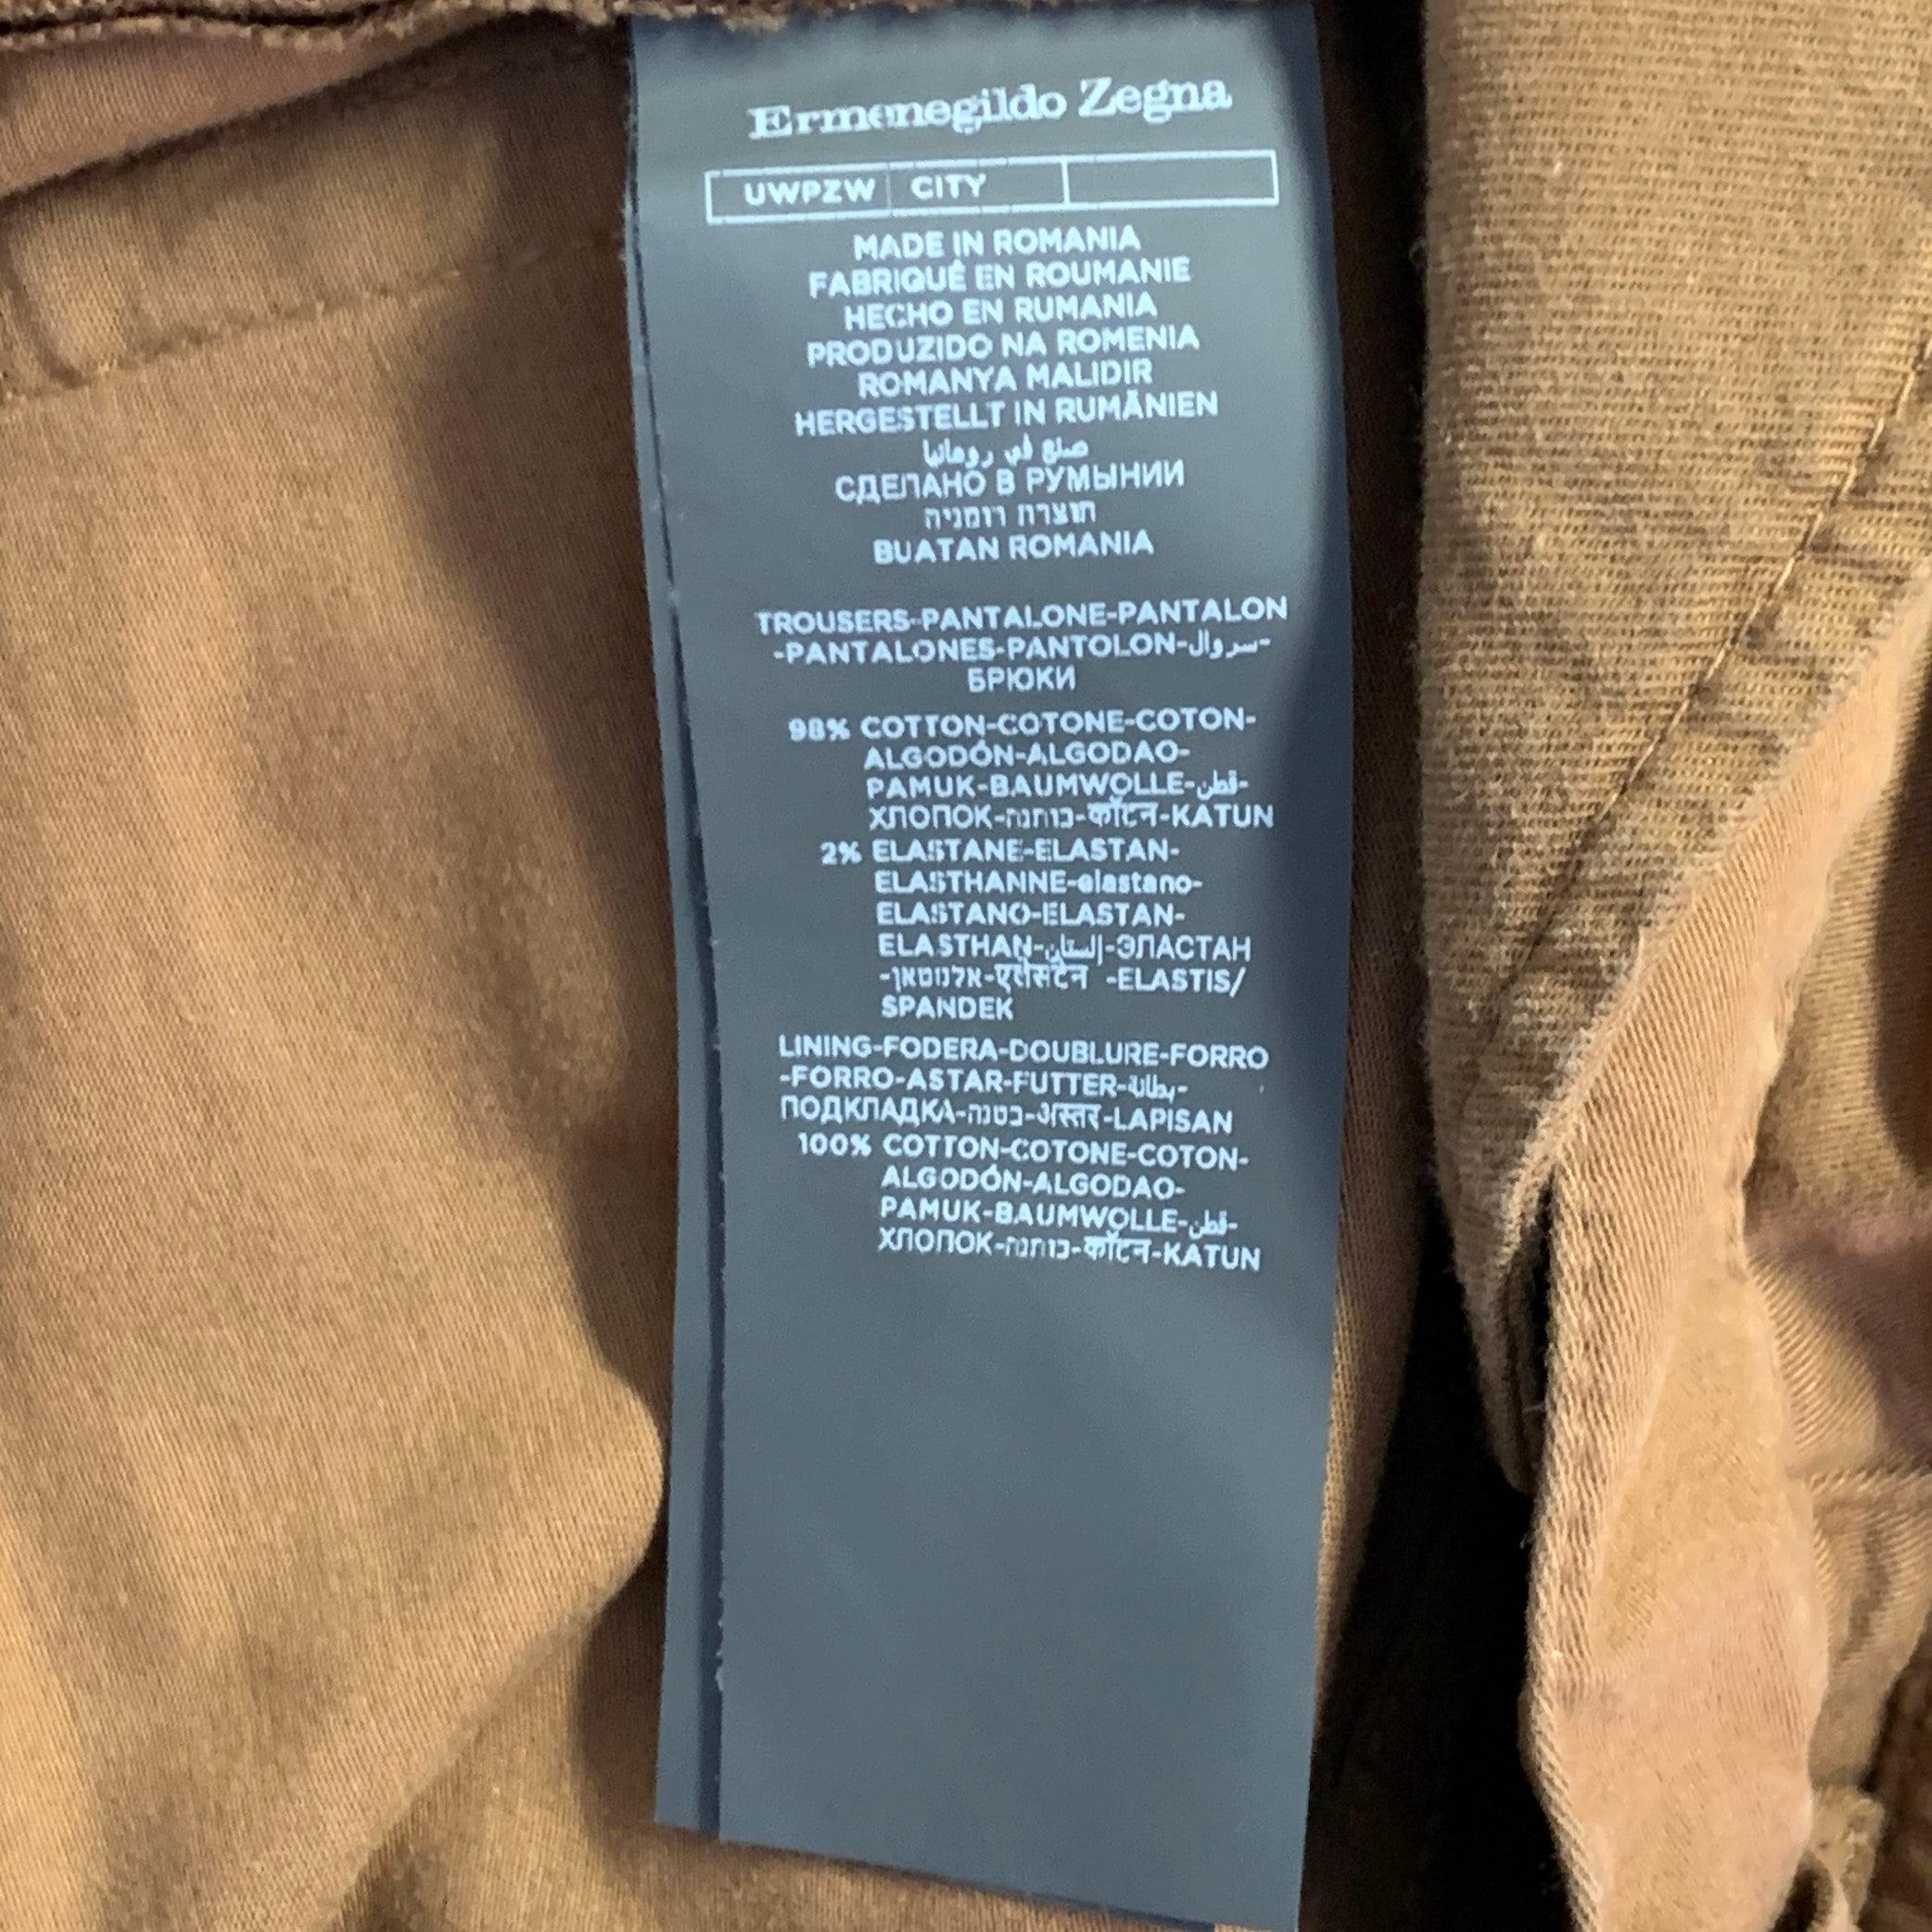 Ermenegildo Zegna
UWPZW CITY
MADE IN ROMANIA
FABRIQUÉ EN ROUMANIE
HECHO EN RUMANIA
PRODUZIDO NA ROMENIA
ROMANYA MALIDIR
HERGESTELLT IN RUMÄNIEN
صنع في رومانيا
СДЕЛАНО В РУМЫНИИ
תוצרת רומניה
BUATAN ROMANIA
TROUSERS-PANTALONE-PANTALON
-PANTALONES-PANTOLON-سروال-
БРЮКИ
98% COTTON-COTONE-COTON-
ALGODÓN-ALGODAO-
PAMUK-BAUMWOLLE-قطن-
ХЛОПОК-כותנה-कॉटन-KATUN
2% ELASTANE-ELASTAN-
ELASTHANNE-elastano-
ELASTANO-ELASTAN-
ELASTHAN-إلستان-ЭЛАСТАН
-אלנוסטאן-एलैसटेन -ELASTIS/
SPANDEK
LINING-FODERA-DOUBLURE-FORRO
-FORRO-ASTAR-FUTTER-بطانة-
ПОДКЛАДКА-בטנה-अस्तर-LAPISAN
100% COTTON-COTONE-COTON-
ALGODÓN-ALGODAO-
PAMUK-BAUMWOLLE-قطن-
ХЛОПОК-כותנה-कॉटन-KATUN